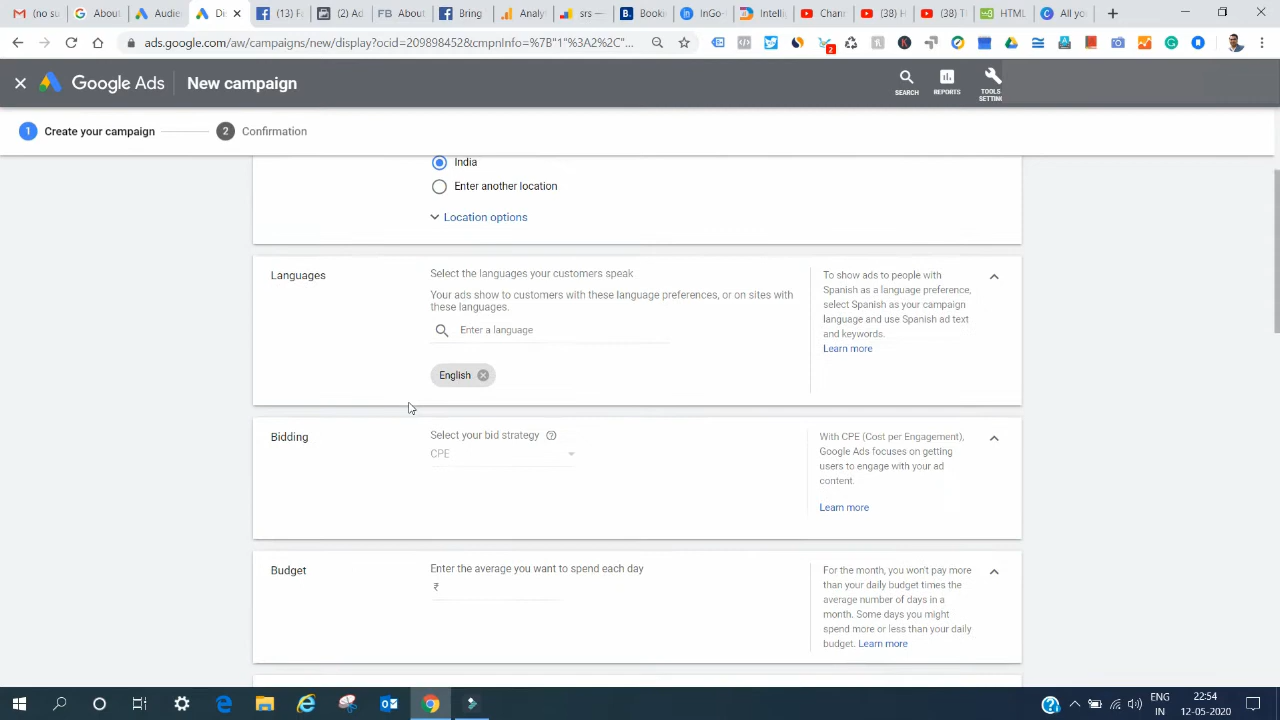 (no su
About
Audie
Di
(13) F
(2) Ad
FB About
Bring
Analy
srs —
Booki
InGo
Intelli
Chann
(38) H
(38) T
HTML
All yo
ads.google.com/aw/campaigns/new/display?ocid=209899452&cmpnInfo=%7B"1"%3A%2C"...
2
Google Ads
New campaign
SEARCH
REPORTS
TOOLS
SETTING
1 Create your campaign
2 Confirmation
India
Enter another location
Location options
Languages
Select the languages your customers speak
Your ads show to customers with these language preferences, or on sites with
these languages.
Enter a language
English
To show ads to people with
Spanish as a language preference,
select Spanish as your campaign
language and use Spanish ad text
and keywords.
Learn more
Bidding
Select your bid strategy
CPE
With CPE (Cost per Engagement),
Google Ads focuses on getting
users to engage with your ad
content.
Learn more
Budget
Enter the average you want to spend each day
₹
For the month, you won't pay more
than your daily budget times the
average number of days in a
month. Some days you might
spend more or less than your daily
budget. Learn more
ENG
IN
22:54
12-05-2020